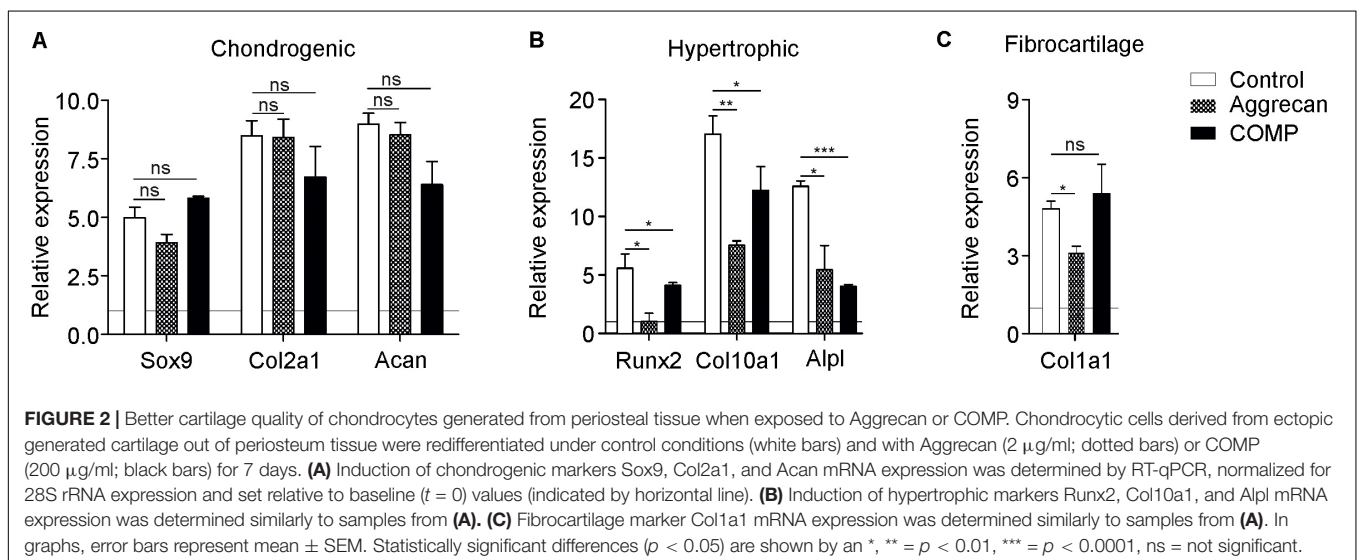 A
Chondrogenic
Relative expression
10.0
7.5
5.0
2.5
0.0
ns
ns
ns
ns
ns
ns
Sox9 Col2a1 Acan
B
Hypertrophic
Relative expression
20
15
10
5
0
*
*
*
**
***
*
Runx2 Col10a1 Alpl
C
Fibrocartilage
Relative expression
9
6
3
0
ns
*
Col1a1
Control
Aggrecan
COMP
FIGURE 2 | Better cartilage quality of chondrocytes generated from periosteal tissue when exposed to Aggrecan or COMP. Chondrocytic cells derived from ectopic
generated cartilage out of periosteum tissue were redifferentiated under control conditions (white bars) and with Aggrecan (2 μg/ml; dotted bars) or COMP
(200 μg/ml; black bars) for 7 days. (A) Induction of chondrogenic markers Sox9, Col2a1, and Acan mRNA expression was determined by RT-qPCR, normalized for
28S rRNA expression and set relative to baseline (t = 0) values (indicated by horizontal line). (B) Induction of hypertrophic markers Runx2, Col10a1, and Alpl mRNA
expression was determined similarly to samples from (A). (C) Fibrocartilage marker Col1a1 mRNA expression was determined similarly to samples from (A). In
graphs, error bars represent mean ± SEM. Statistically significant differences (p < 0.05) are shown by an *, ** = p < 0.01, *** = p < 0.0001, ns = not significant.